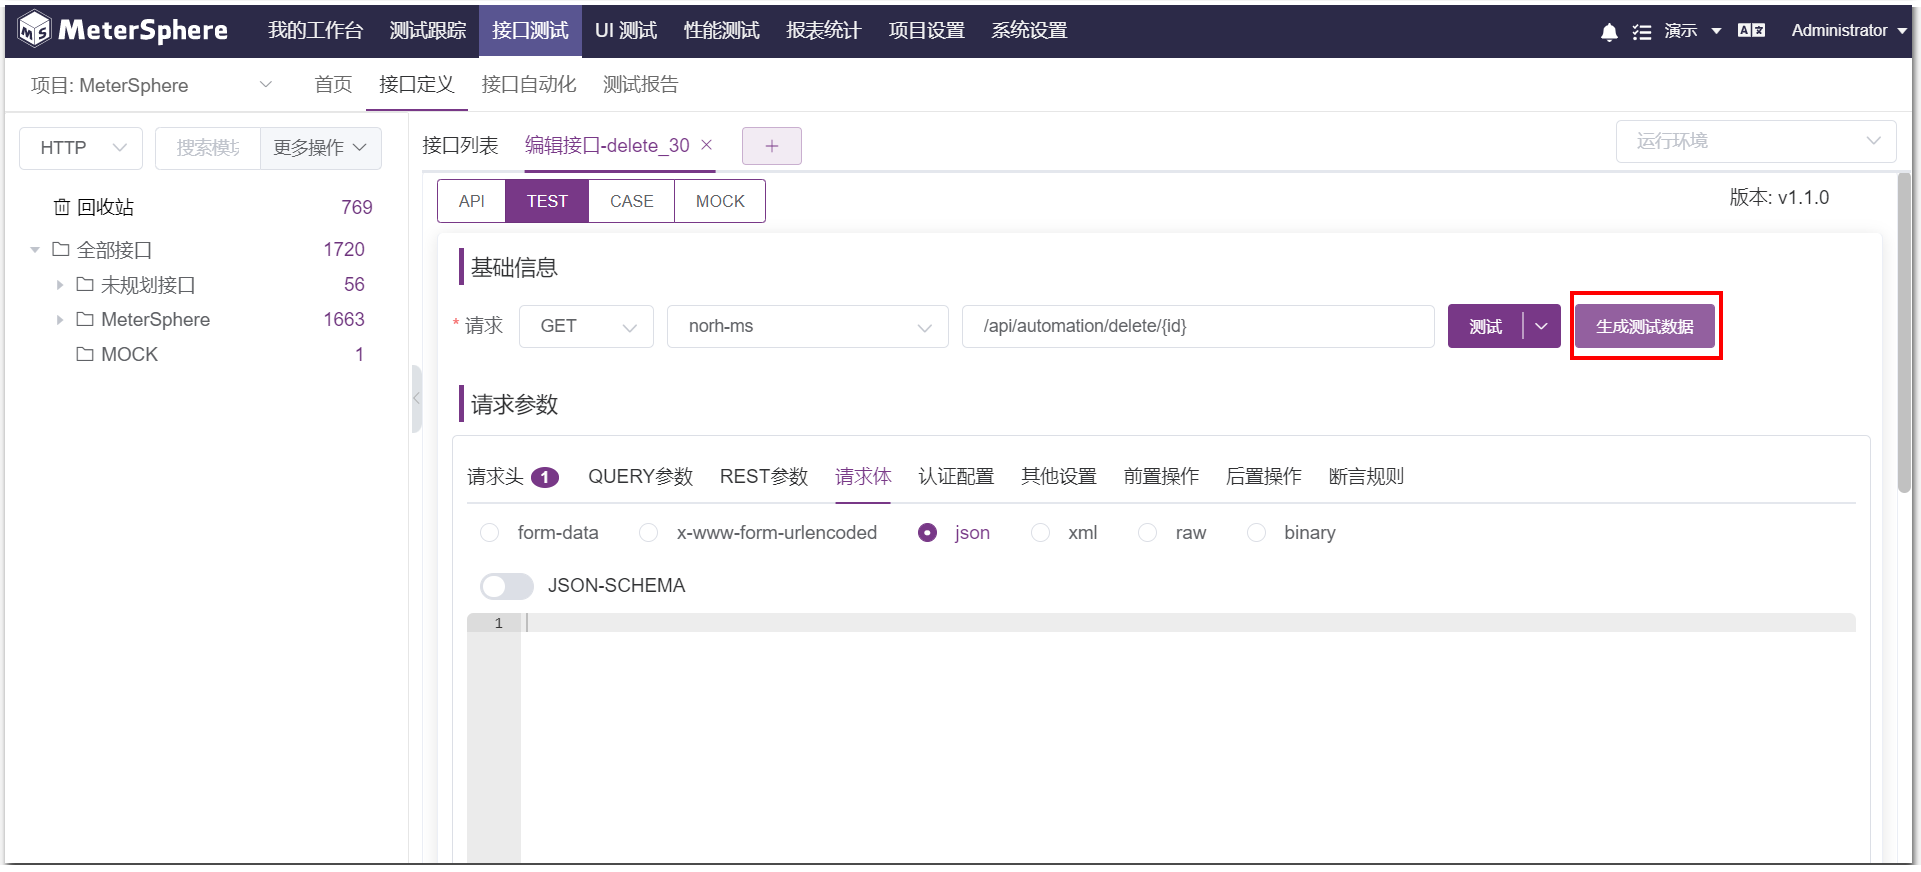 MeterSphere 我的工作台 测试跟踪 接口测试 UI 测试 性能测试 报表统计 项目设置 系统设置 演示 Administrator
项目: MeterSphere 首页 接口定义 接口自动化 测试报告
HTTP 搜索模块 更多操作 接口列表 编辑接口-delete_30 × + 运行环境
回收站 769
全部接口 1720
未规划接口 56
MeterSphere 1663
MOCK 1
API TEST CASE MOCK 版本: v1.1.0
基础信息
* 请求 GET norh-ms /api/automation/delete/{id} 测试 生成测试数据
请求参数
请求头 1 QUERY参数 REST参数 请求体 认证配置 其他设置 前置操作 后置操作 断言规则
form-data x-www-form-urlencoded json xml raw binary
JSON-SCHEMA
1